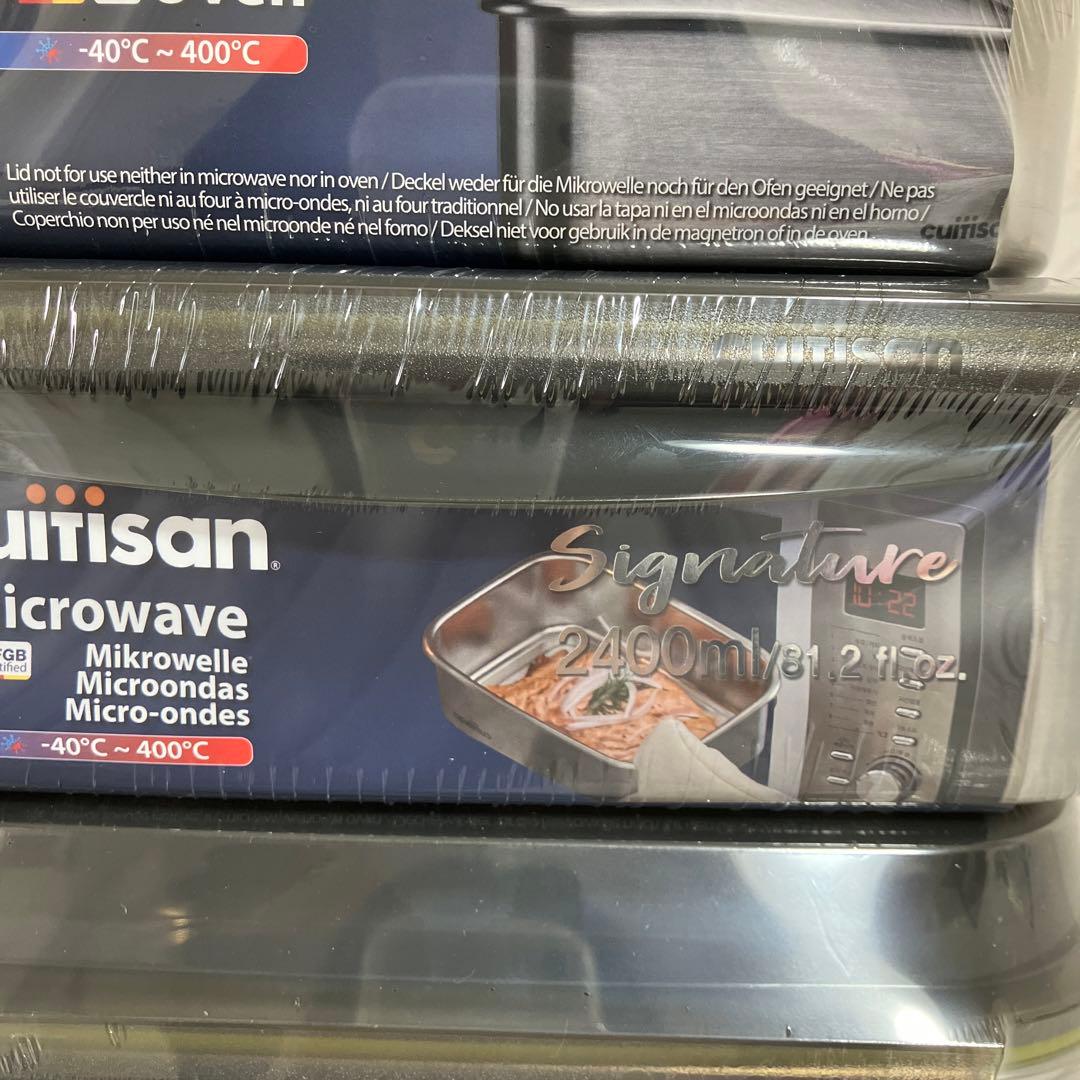 -40°C ~ 400°C
Lid not for use neither in microwave nor in oven / Deckel weder für die Mikrowelle noch für den Ofen geeignet / Ne pas
utiliser le couvercle ni au four à micro-ondes, ni au four traditionnel / No usar la tapa ni en el microondas ni en el horno /
Coperchio non per uso né nel microonde né nel forno / Deksel niet voor gebruik in de magnetron of in de oven
cuitisc
cuitisan
uitisan®
icrowave
FGB
tified
Mikrowelle
Microondas
Micro-ondes
-40°C ~ 400°C
Signature
10:22
2400ml/81.2 fl.oz.